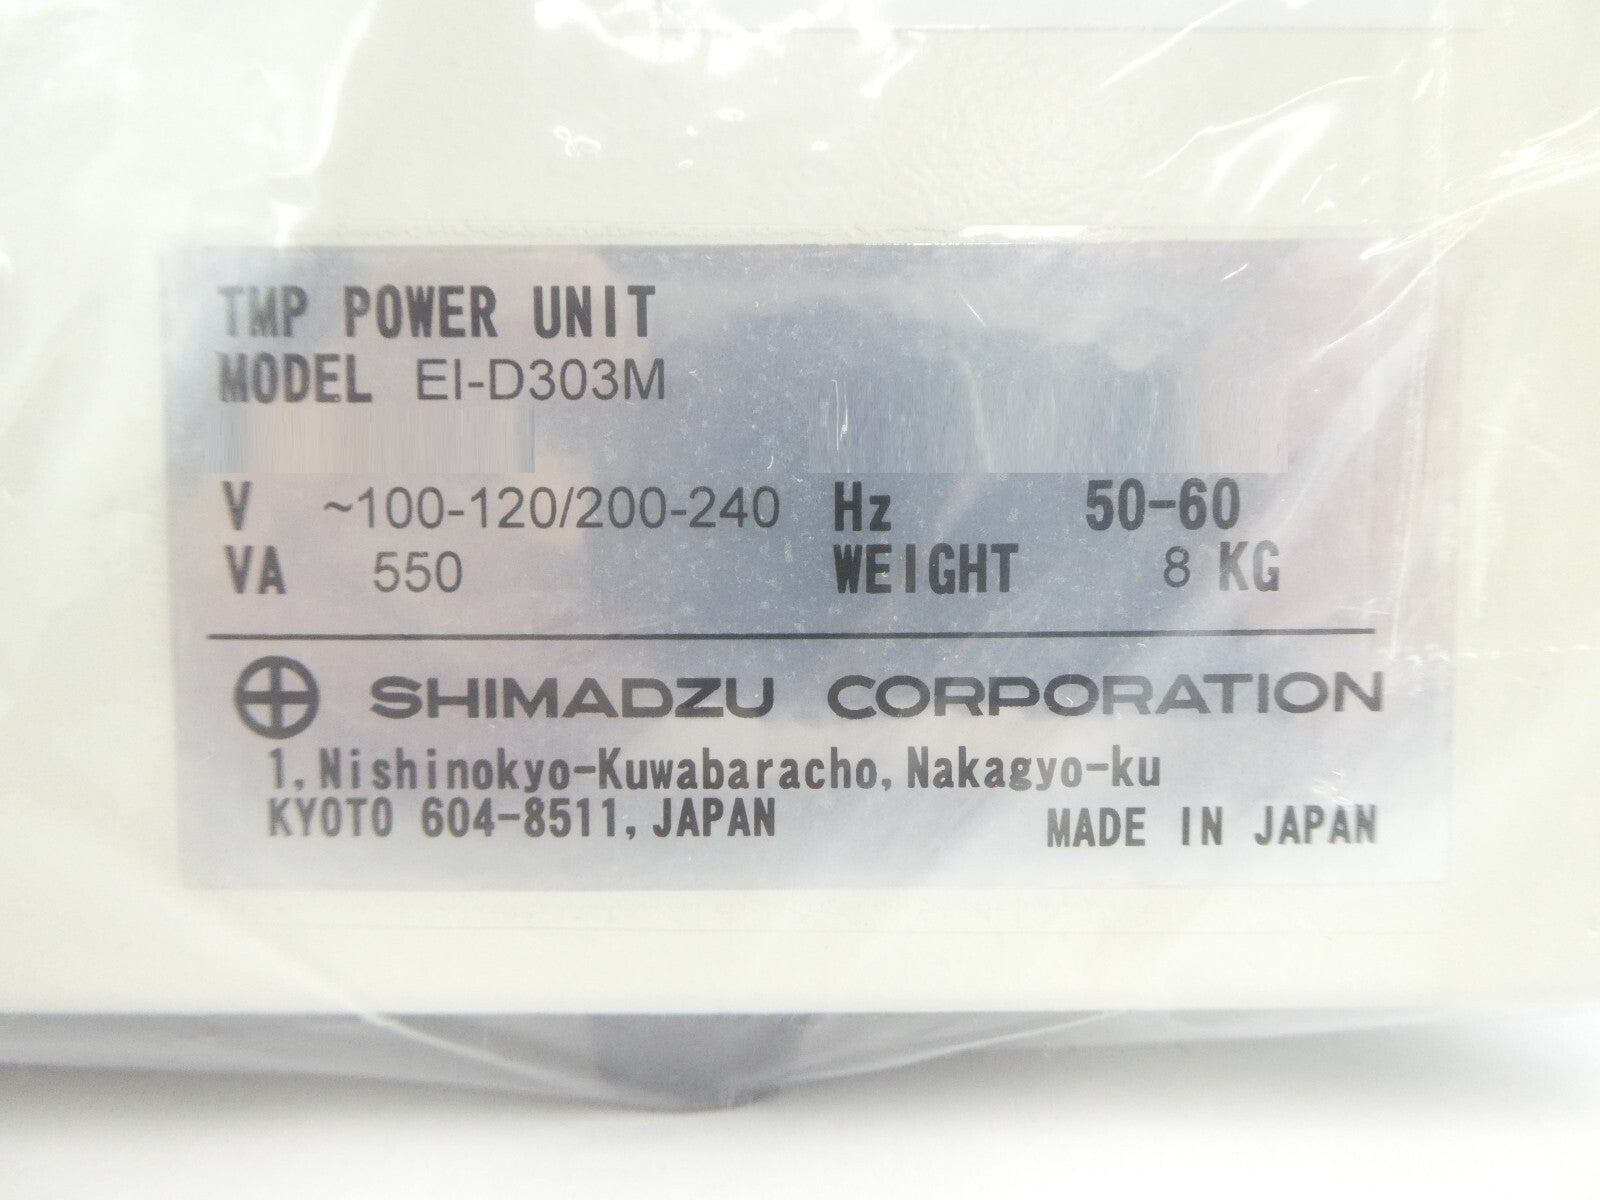 TMP POWER UNIT
MODEL EI-D303M
V ~100-120/200-240 Hz 50-60
VA 550 WEIGHT 8 KG
SHIMADZU CORPORATION
1, Nishinokyo-Kuwabaracho, Nakagyo-ku
KYOTO 604-8511, JAPAN MADE IN JAPAN